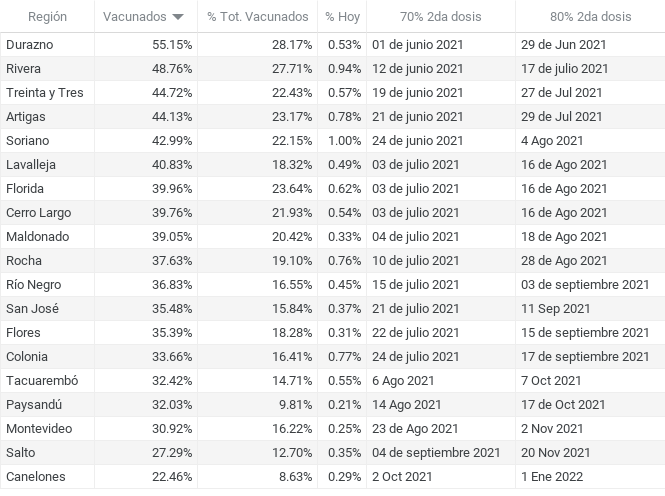 Región Vacunados % Tot. Vacunados % Hoy 70% 2da dosis 80% 2da dosis
Durazno 55.15% 28.17% 0.53% 01 de junio 2021 29 de Jun 2021
Rivera 48.76% 27.71% 0.94% 12 de junio 2021 17 de julio 2021
Treinta y Tres 44.72% 22.43% 0.57% 19 de junio 2021 27 de Jul 2021
Artigas 44.13% 23.17% 0.78% 21 de junio 2021 29 de Jul 2021
Soriano 42.99% 22.15% 1.00% 24 de junio 2021 4 Ago 2021
Lavalleja 40.83% 18.32% 0.49% 03 de julio 2021 16 de Ago 2021
Florida 39.96% 23.64% 0.62% 03 de julio 2021 16 de Ago 2021
Cerro Largo 39.76% 21.93% 0.54% 03 de julio 2021 16 de Ago 2021
Maldonado 39.05% 20.42% 0.33% 04 de julio 2021 18 de Ago 2021
Rocha 37.63% 19.10% 0.76% 10 de julio 2021 28 de Ago 2021
Río Negro 36.83% 16.55% 0.45% 15 de julio 2021 03 de septiembre 2021
San José 35.48% 15.84% 0.37% 21 de julio 2021 11 Sep 2021
Flores 35.39% 18.28% 0.31% 22 de julio 2021 15 de septiembre 2021
Colonia 33.66% 16.41% 0.77% 24 de julio 2021 17 de septiembre 2021
Tacuarembó 32.42% 14.71% 0.55% 6 Ago 2021 7 Oct 2021
Paysandú 32.03% 9.81% 0.21% 14 Ago 2021 17 de Oct 2021
Montevideo 30.92% 16.22% 0.25% 23 de Ago 2021 2 Nov 2021
Salto 27.29% 12.70% 0.35% 04 de septiembre 2021 20 Nov 2021
Canelones 22.46% 8.63% 0.29% 2 Oct 2021 1 Ene 2022